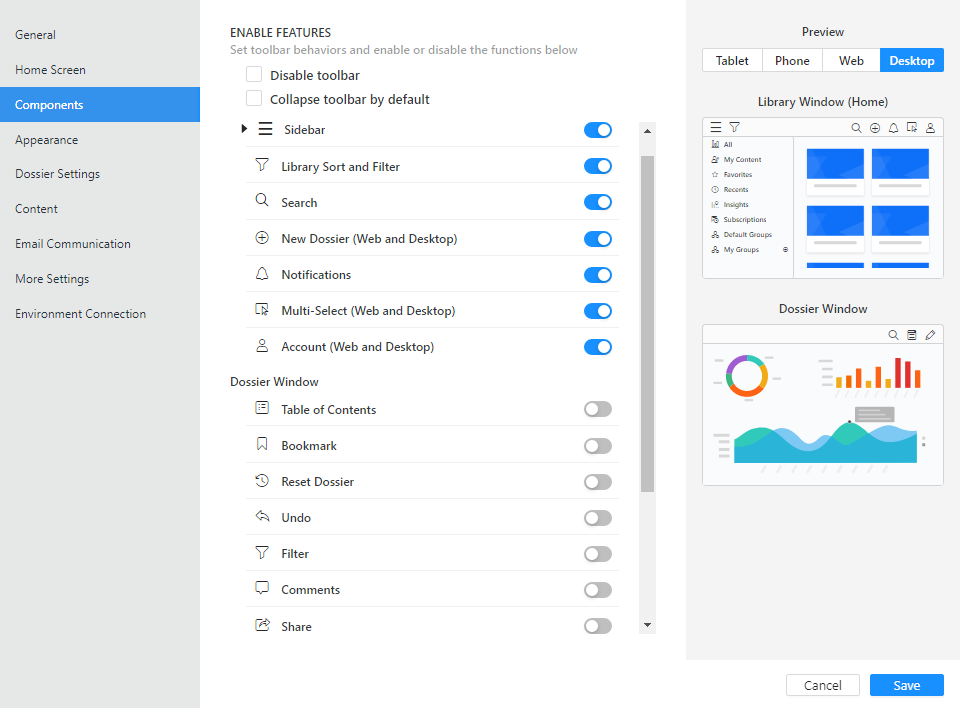 General
Home Screen
Components
Appearance
Dossier Settings
Content
Email Communication
More Settings
Environment Connection
ENABLE FEATURES
Set toolbar behaviors and enable or disable the functions below
Disable toolbar
Collapse toolbar by default
Sidebar
Library Sort and Filter
Search
New Dossier (Web and Desktop)
Notifications
Multi-Select (Web and Desktop)
Account (Web and Desktop)
Dossier Window
Table of Contents
Bookmark
Reset Dossier
Undo
Filter
Comments
Share
Preview
Tablet Phone Web Desktop
Library Window (Home)
All
My Content
Favorites
Recents
Insights
Subscriptions
Default Groups
My Groups
Dossier Window
Cancel Save